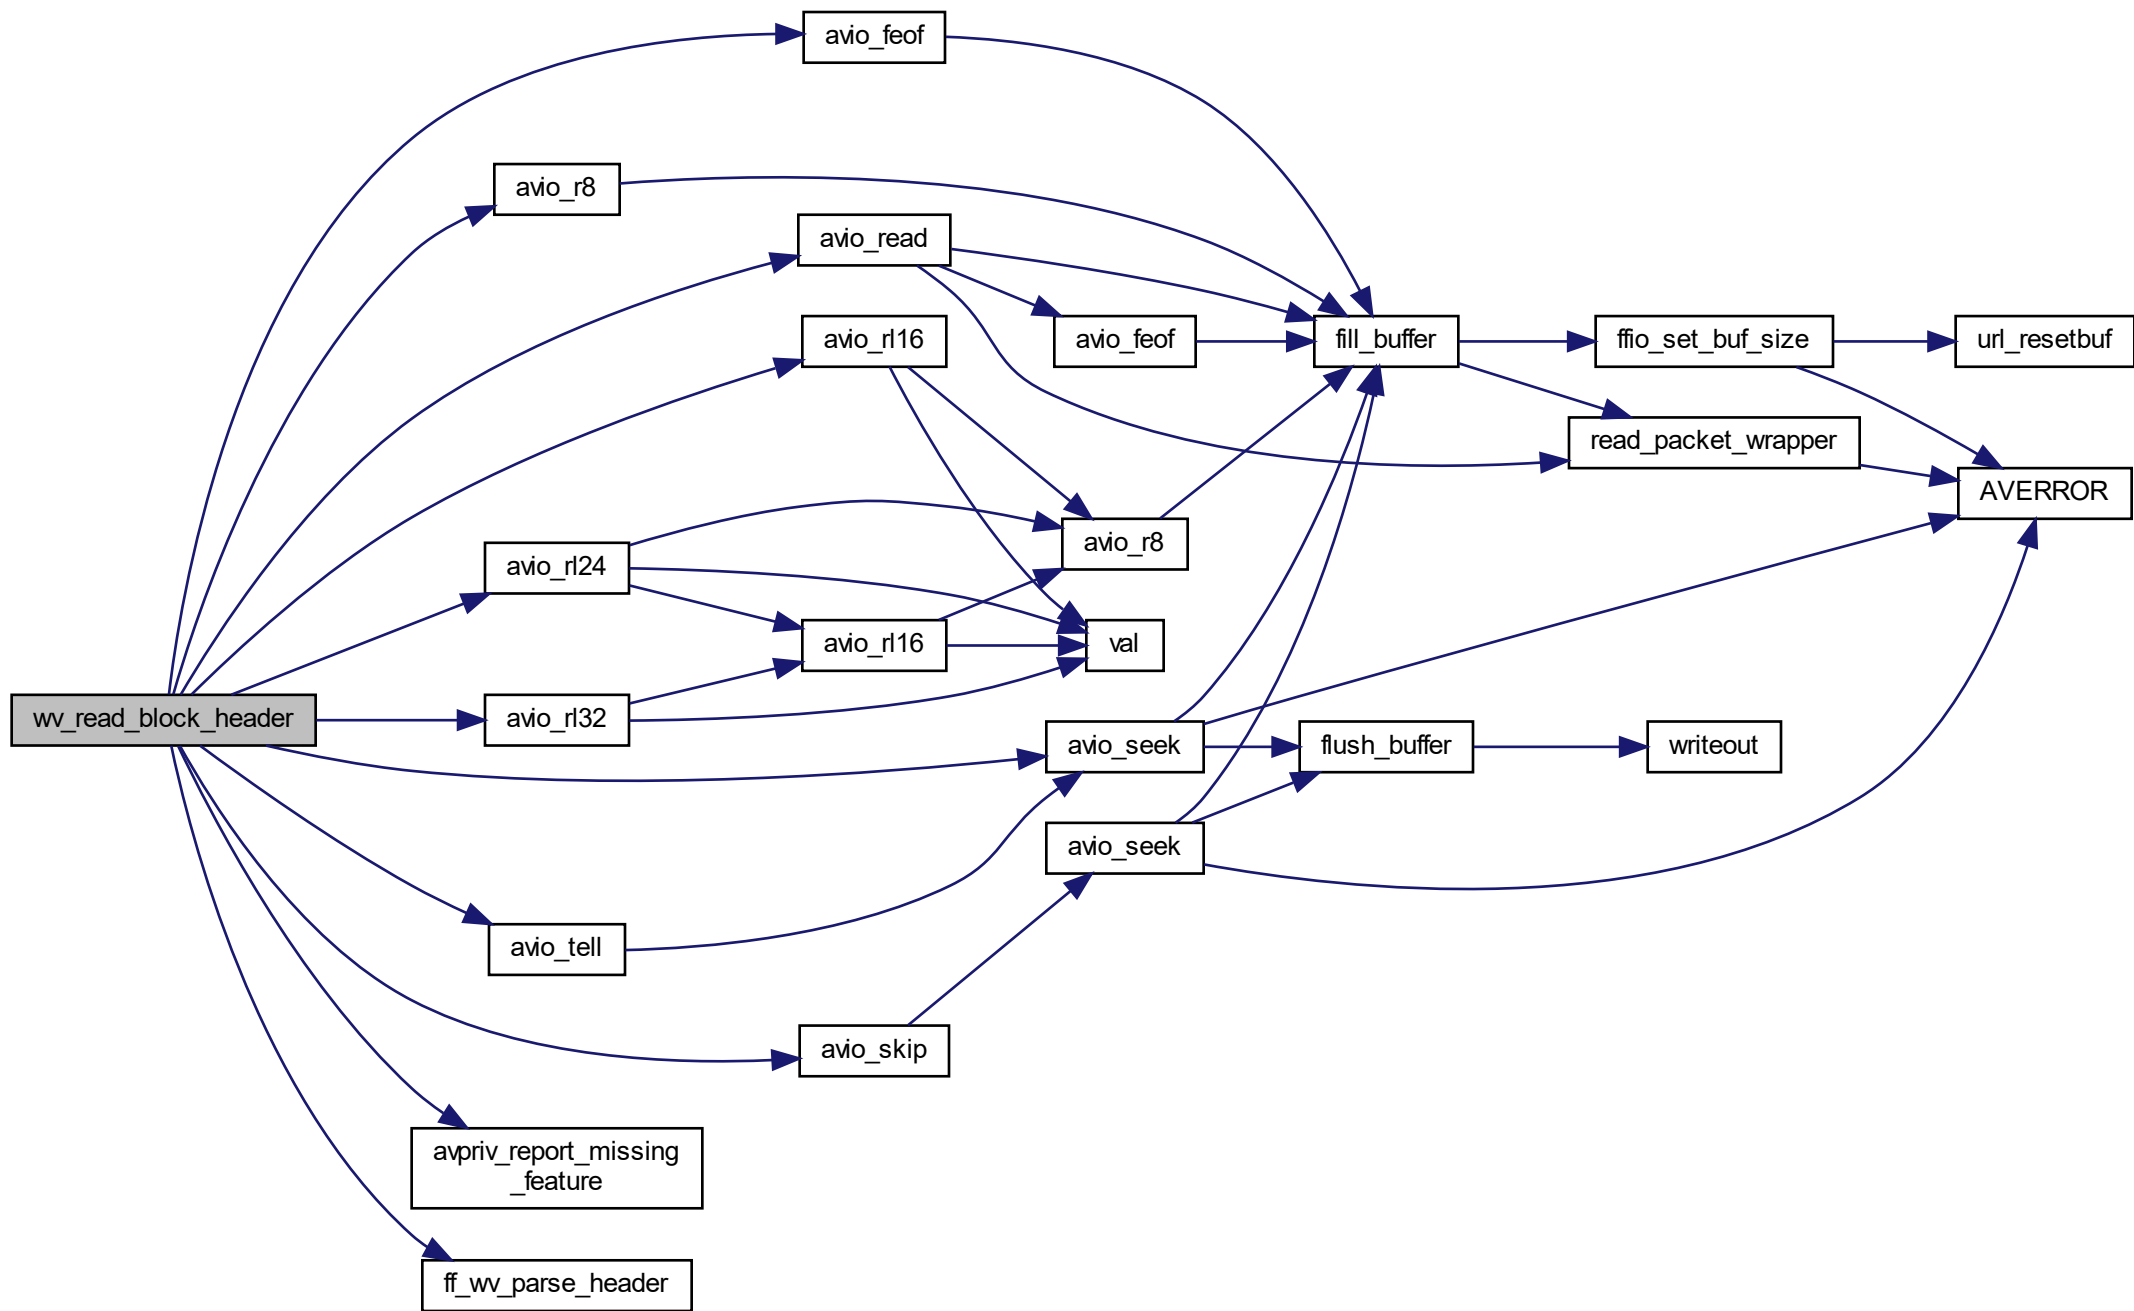 avio_feof
avio_r8
avio_read
avio_rl16
avio_feof
fill_buffer
ffio_set_buf_size
url_resetbuf
read_packet_wrapper
AVERROR
avio_rl24
avio_r8
avio_rl16
val
wv_read_block_header
avio_rl32
avio_seek
flush_buffer
writeout
avio_seek
avio_tell
avio_skip
avpriv_report_missing
_feature
ff_wv_parse_header